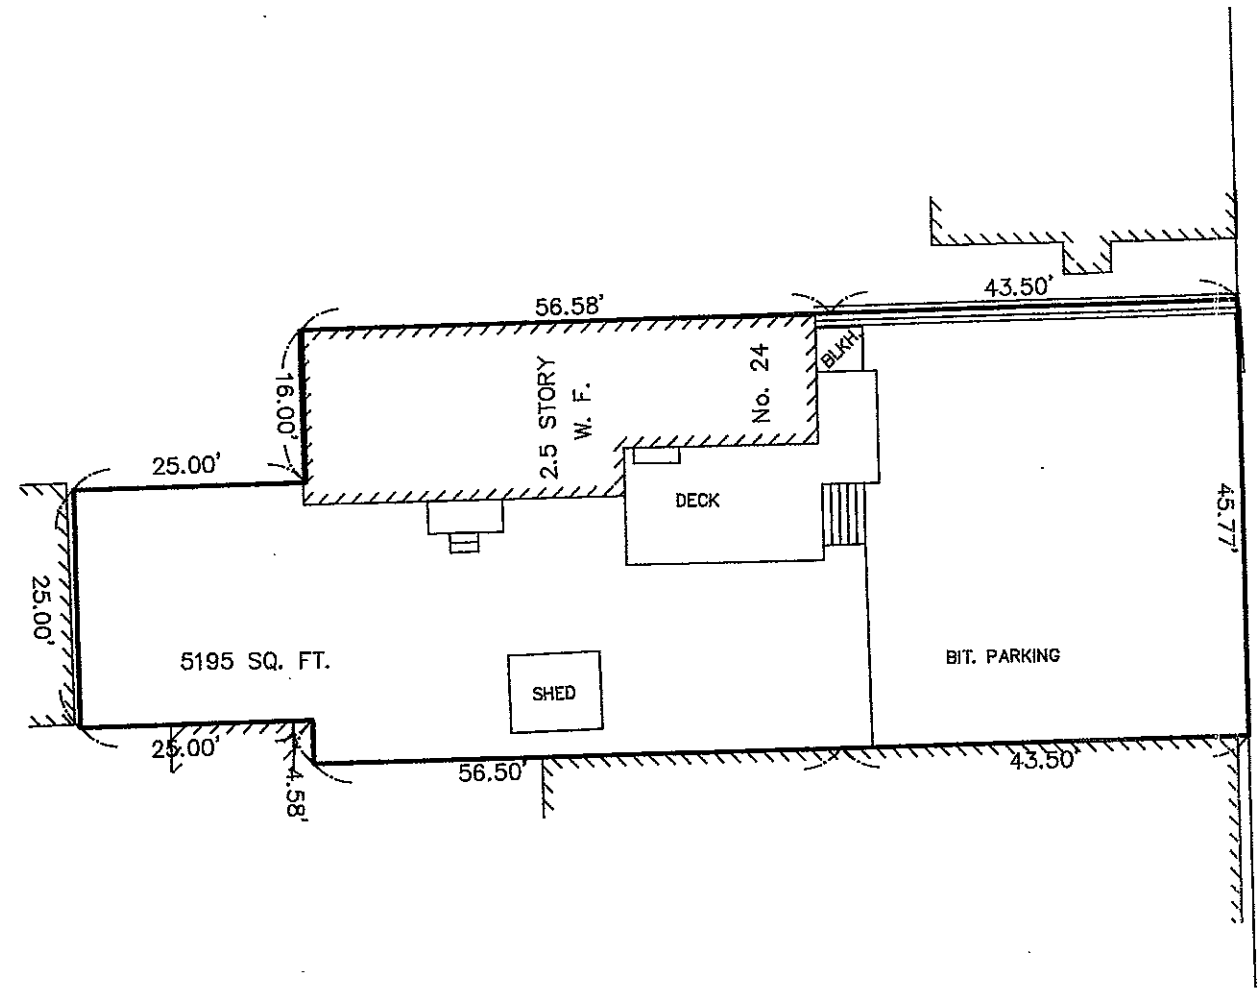 43.50'
56.58'
BLKH.
16.00'
2.5 STORY
W. F.
No. 24
25.00'
DECK
45.77'
25.00'
5195 SQ. FT.
SHED
BIT. PARKING
25.00'
4.58'
56.50'
43.50'